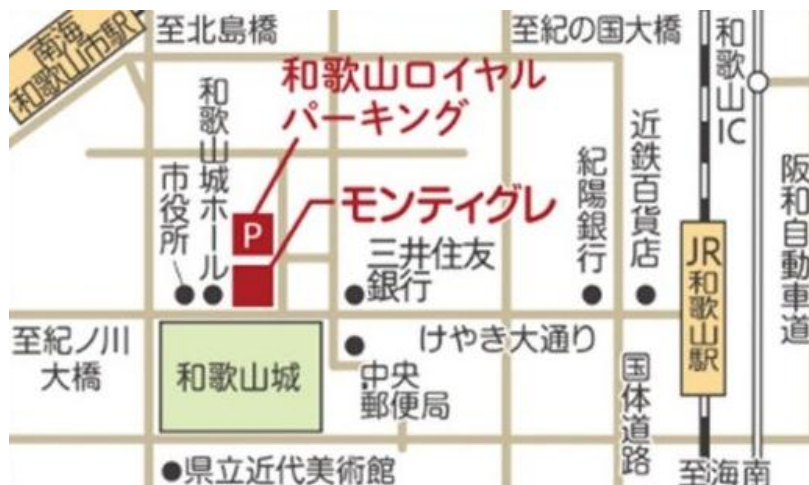 南海
和歌山市駅
至北島橋
至紀の国大橋
和歌山IC
和歌山ロイヤル
パーキング
和歌山城ホール
市役所
P
モンティグレ
三井住友
銀行
紀陽銀行
近鉄百貨店
JR和歌山駅
阪和自動車道
至紀ノ川
大橋
和歌山城
けやき大通り
中央
郵便局
国体道路
県立近代美術館
至海南